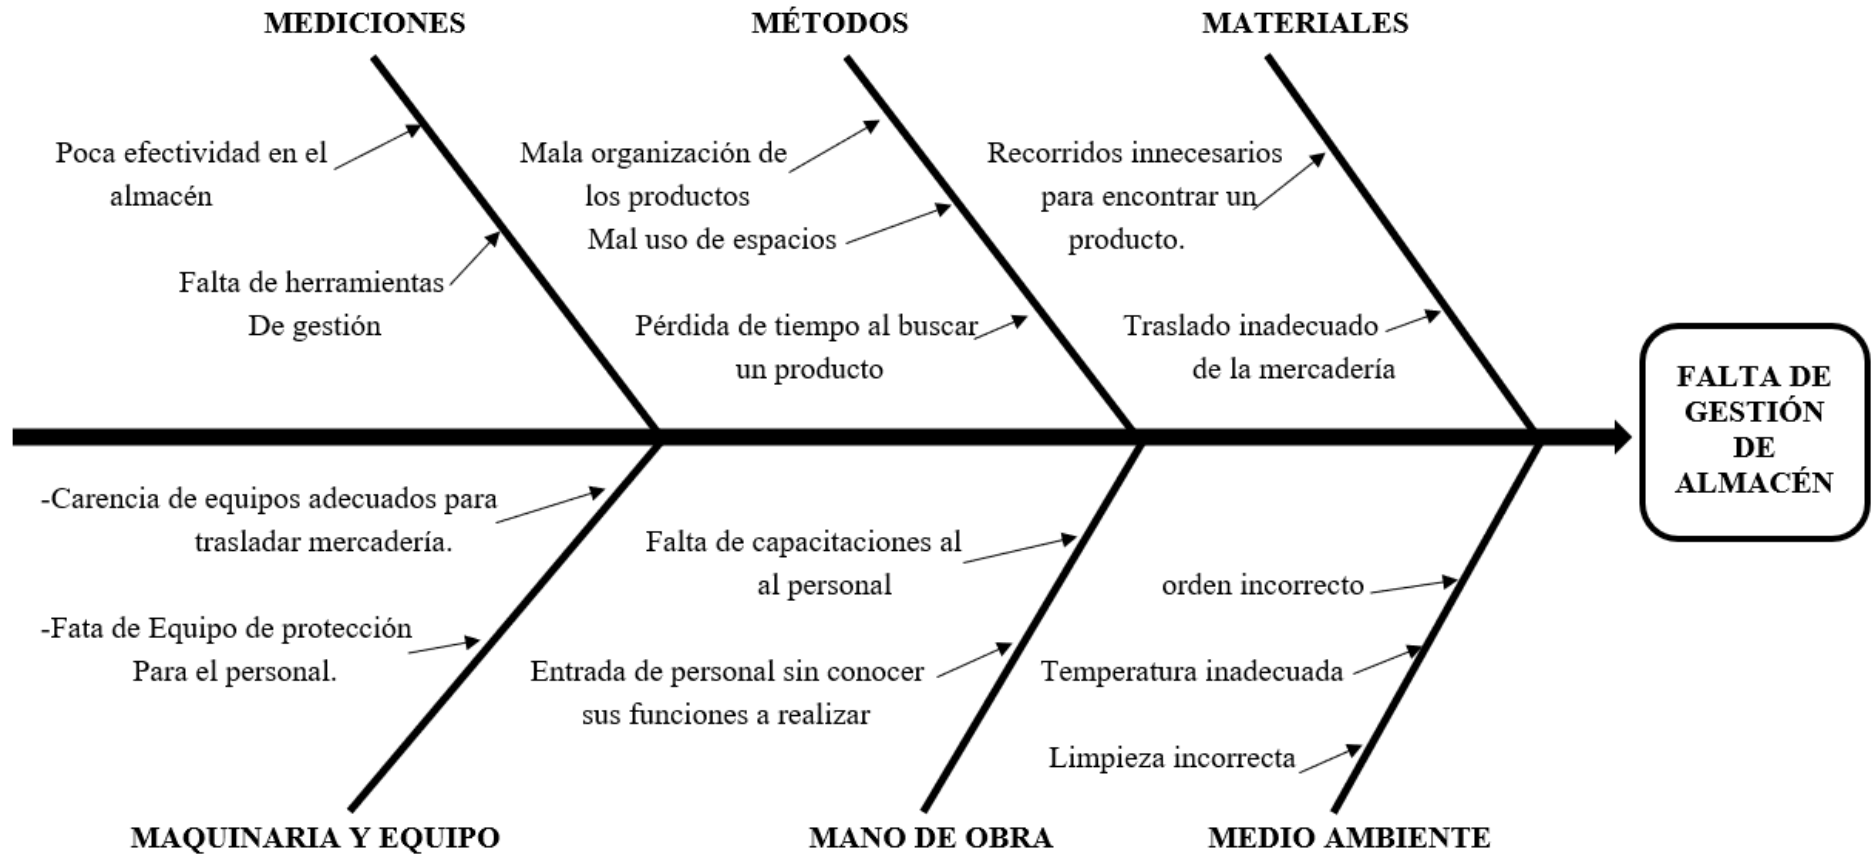 MEDICIONES
MÉTODOS
MATERIALES
Poca efectividad en el
almacén
Falta de herramientas
De gestión
Mala organización de
los productos
Mal uso de espacios
Pérdida de tiempo al buscar
un producto
Recorridos innecesarios
para encontrar un
producto.
Traslado inadecuado
de la mercadería
FALTA DE
GESTIÓN
DE
ALMACÉN
-Carencia de equipos adecuados para
trasladar mercadería.
-Fata de Equipo de protección
Para el personal.
Falta de capacitaciones al
al personal
Entrada de personal sin conocer
sus funciones a realizar
orden incorrecto
Temperatura inadecuada
Limpieza incorrecta
MAQUINARIA Y EQUIPO
MANO DE OBRA
MEDIO AMBIENTE